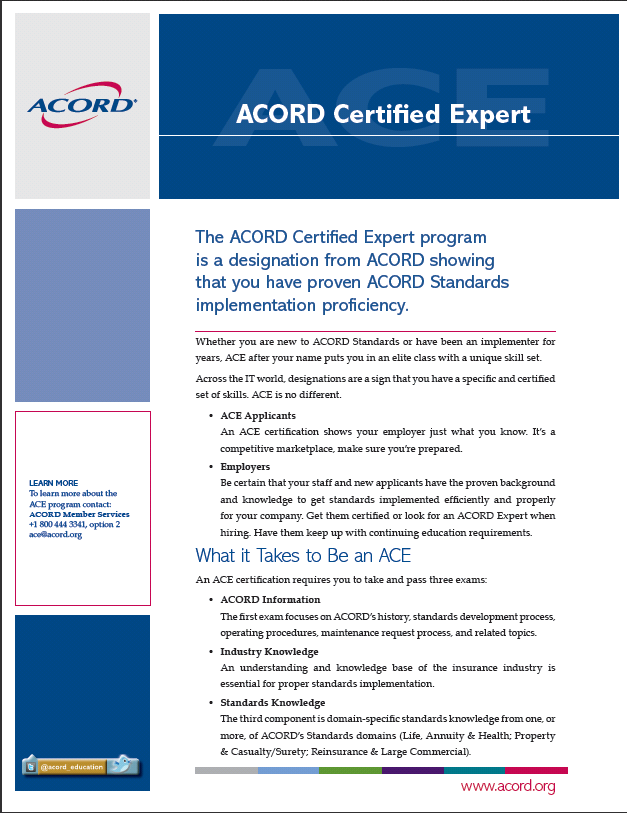 ACORD
ACE
ACORD Certified Expert
The ACORD Certified Expert program
is a designation from ACORD showing
that you have proven ACORD Standards
implementation proficiency.
Whether you are new to ACORD Standards or have been an implementer for
years, ACE after your name puts you in an elite class with a unique skill set.
Across the IT world, designations are a sign that you have a specific and certified
set of skills. ACE is no different.
• ACE Applicants
An ACE certification shows your employer just what you know. It's a
competitive marketplace, make sure you're prepared.
• Employers
Be certain that your staff and new applicants have the proven background
and knowledge to get standards implemented efficiently and properly
for your company. Get them certified or look for an ACORD Expert when
hiring. Have them keep up with continuing education requirements.
What it Takes to Be an ACE
An ACE certification requires you to take and pass three exams:
• ACORD Information
The first exam focuses on ACORD's history, standards development process,
operating procedures, maintenance request process, and related topics.
• Industry Knowledge
An understanding and knowledge base of the insurance industry is
essential for proper standards implementation.
• Standards Knowledge
The third component is domain-specific standards knowledge from one, or
more, of ACORD's Standards domains (Life, Annuity & Health; Property
& Casualty/Surety; Reinsurance & Large Commercial).
LEARN MORE
To learn more about the
ACE program contact:
ACORD Member Services
+1 800 444 3341, option 2
ace@acord.org
@acord_education
www.acord.org